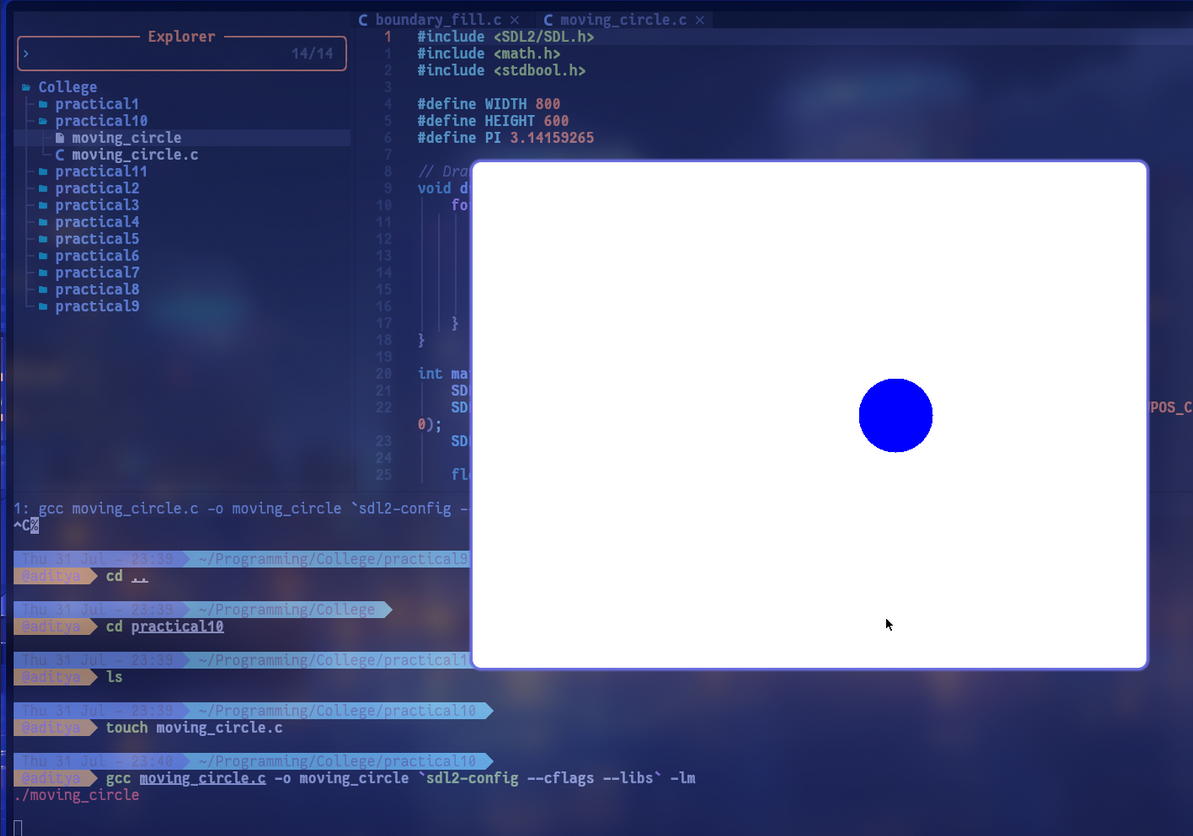 boundary_fill.c × moving_circle.c ×
Explorer
› 14/14
College
practical1
practical10
moving_circle
moving_circle.c
practical11
practical2
practical3
practical4
practical5
practical6
practical7
practical8
practical9
1 #include <SDL2/SDL.h>
1 #include <math.h>
2 #include <stdbool.h>
3
4 #define WIDTH 800
5 #define HEIGHT 600
6 #define PI 3.14159265
7
8 // Dra
9 void d
10 fo
11
12
13
14
15
16
17 }
18 }
19
20 int ma
21 SD
22 SD POS_C
0);
23 SD
24
25 fl
1: gcc moving_circle.c -o moving_circle `sdl2-config -
^C%
Thu 31 Jul - 23:39 ~/Programming/College/practical9
@aditya cd ..
Thu 31 Jul - 23:39 ~/Programming/College
@aditya cd practical10
Thu 31 Jul - 23:39 ~/Programming/College/practical1
@aditya ls
Thu 31 Jul - 23:39 ~/Programming/College/practical10
@aditya touch moving_circle.c
Thu 31 Jul - 23:40 ~/Programming/College/practical10
@aditya gcc moving_circle.c -o moving_circle `sdl2-config --cflags --libs` -lm
./moving_circle